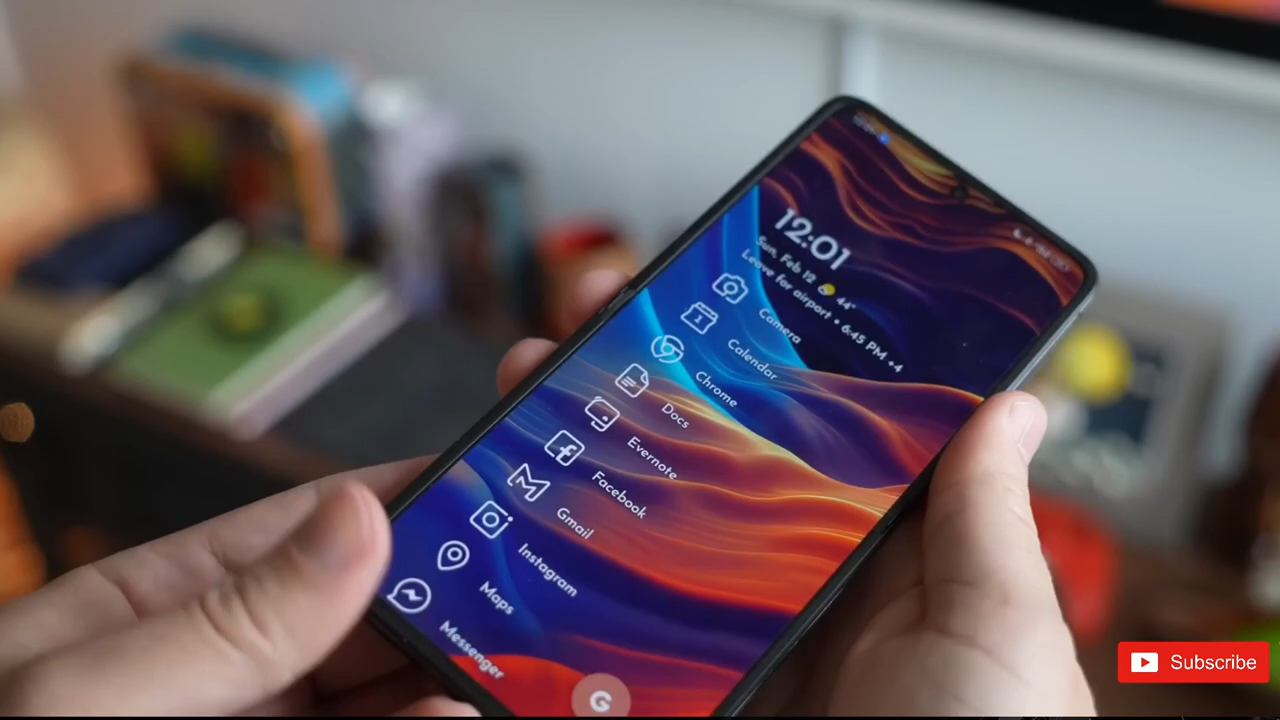 12:01
Sun, Feb 12 44°
Leave for airport • 6:45 PM +4
Camera
1
Calendar
Chrome
Docs
Evernote
Facebook
Gmail
Instagram
Maps
Messenger
G
Subscribe